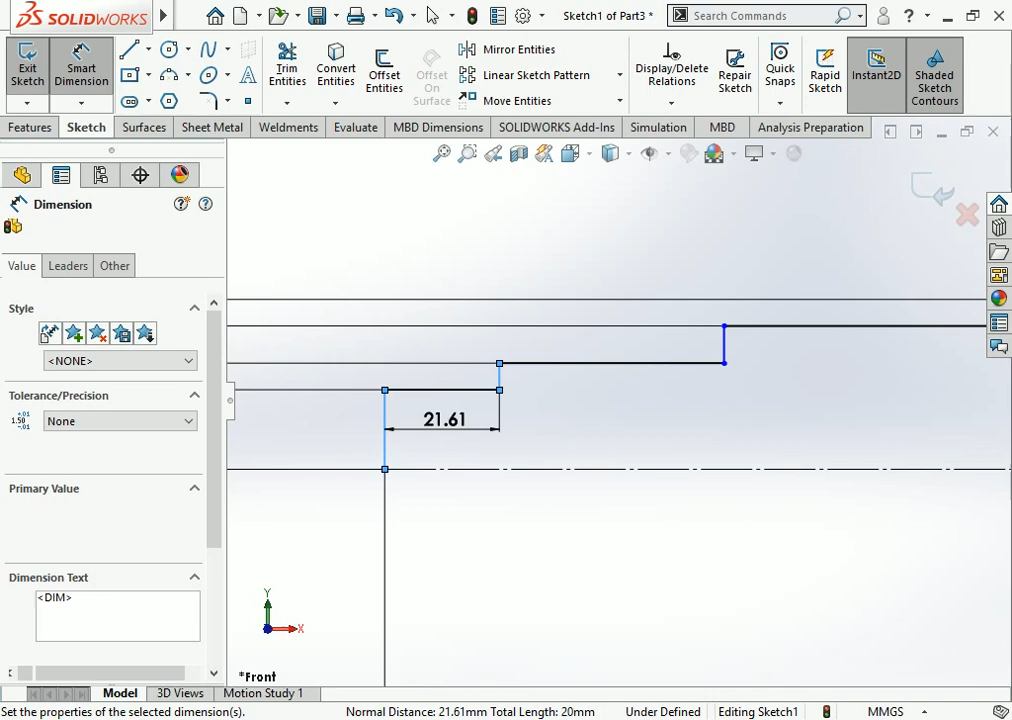 SOLIDWORKS
Sketch1 of Part3 *
Search Commands
?
Exit Sketch
Smart Dimension
Trim Entities
Convert Entities
Offset Entities
Offset On Surface
Mirror Entities
Linear Sketch Pattern
Move Entities
Display/Delete Relations
Repair Sketch
Quick Snaps
Rapid Sketch
Instant2D
Shaded Sketch Contours
Features
Sketch
Surfaces
Sheet Metal
Weldments
Evaluate
MBD Dimensions
SOLIDWORKS Add-Ins
Simulation
MBD
Analysis Preparation
Dimension
Value
Leaders
Other
Style
<NONE>
Tolerance/Precision
None
Primary Value
Dimension Text
<DIM>
21.61
Y
X
*Front
Model
3D Views
Motion Study 1
Set the properties of the selected dimension(s).
Normal Distance: 21.61mm Total Length: 20mm
Under Defined
Editing Sketch1
MMGS